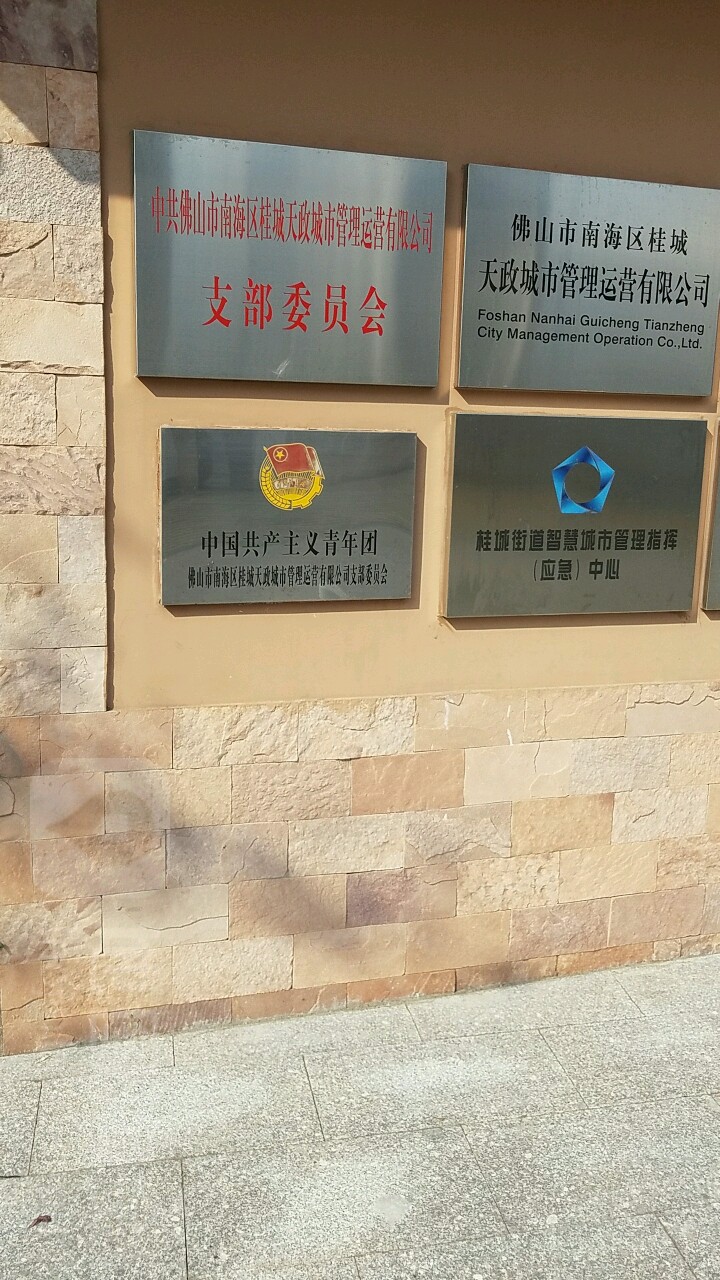 中共佛山市南海区桂城天政城市管理运营有限公司
支部委员会
佛山市南海区桂城
天政城市管理运营有限公司
Foshan Nanhai Guicheng Tianzheng
City Management Operation Co.,Ltd.
中国共产主义青年团
佛山市南海区桂城天政城市管理运营有限公司支部委员会
桂城街道智慧城市管理指挥
（应急）中心